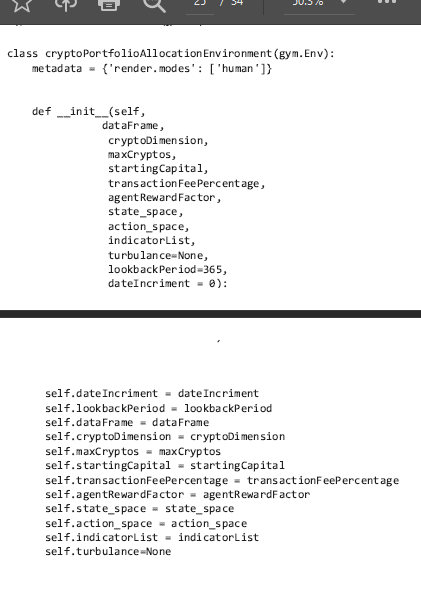 25 / 34
50.3%
class cryptoPortfolioAllocationEnvironment(gym.Env):
    metadata = {'render.modes': ['human']}
    def __init__(self,
               dataFrame,
                cryptoDimension,
                maxCryptos,
                startingCapital,
                transactionFeePercentage,
                agentRewardFactor,
                state_space,
                action_space,
                indicatorList,
                turbulance=None,
                lookbackPeriod=365,
                dateIncriment = 0):
      self.dateIncriment = dateIncriment
      self.lookbackPeriod = lookbackPeriod
      self.dataFrame = dataFrame
      self.cryptoDimension = cryptoDimension
      self.maxCryptos = maxCryptos
      self.startingCapital = startingCapital
      self.transactionFeePercentage = transactionFeePercentage
      self.agentRewardFactor = agentRewardFactor
      self.state_space = state_space
      self.action_space = action_space
      self.indicatorList = indicatorList
      self.turbulance=None